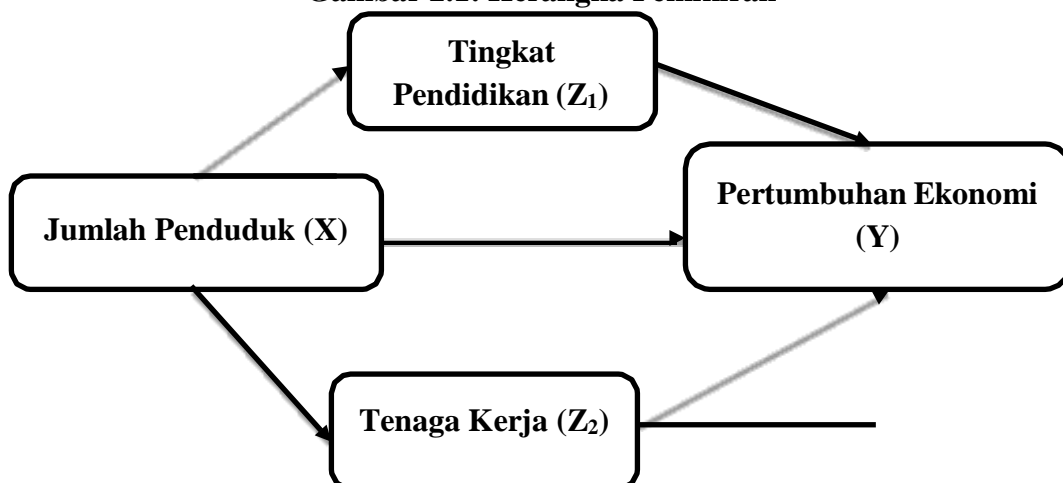 Tingkat
Pendidikan (Z₁)
Jumlah Penduduk (X)
Pertumbuhan Ekonomi
(Y)
Tenaga Kerja (Z₂)